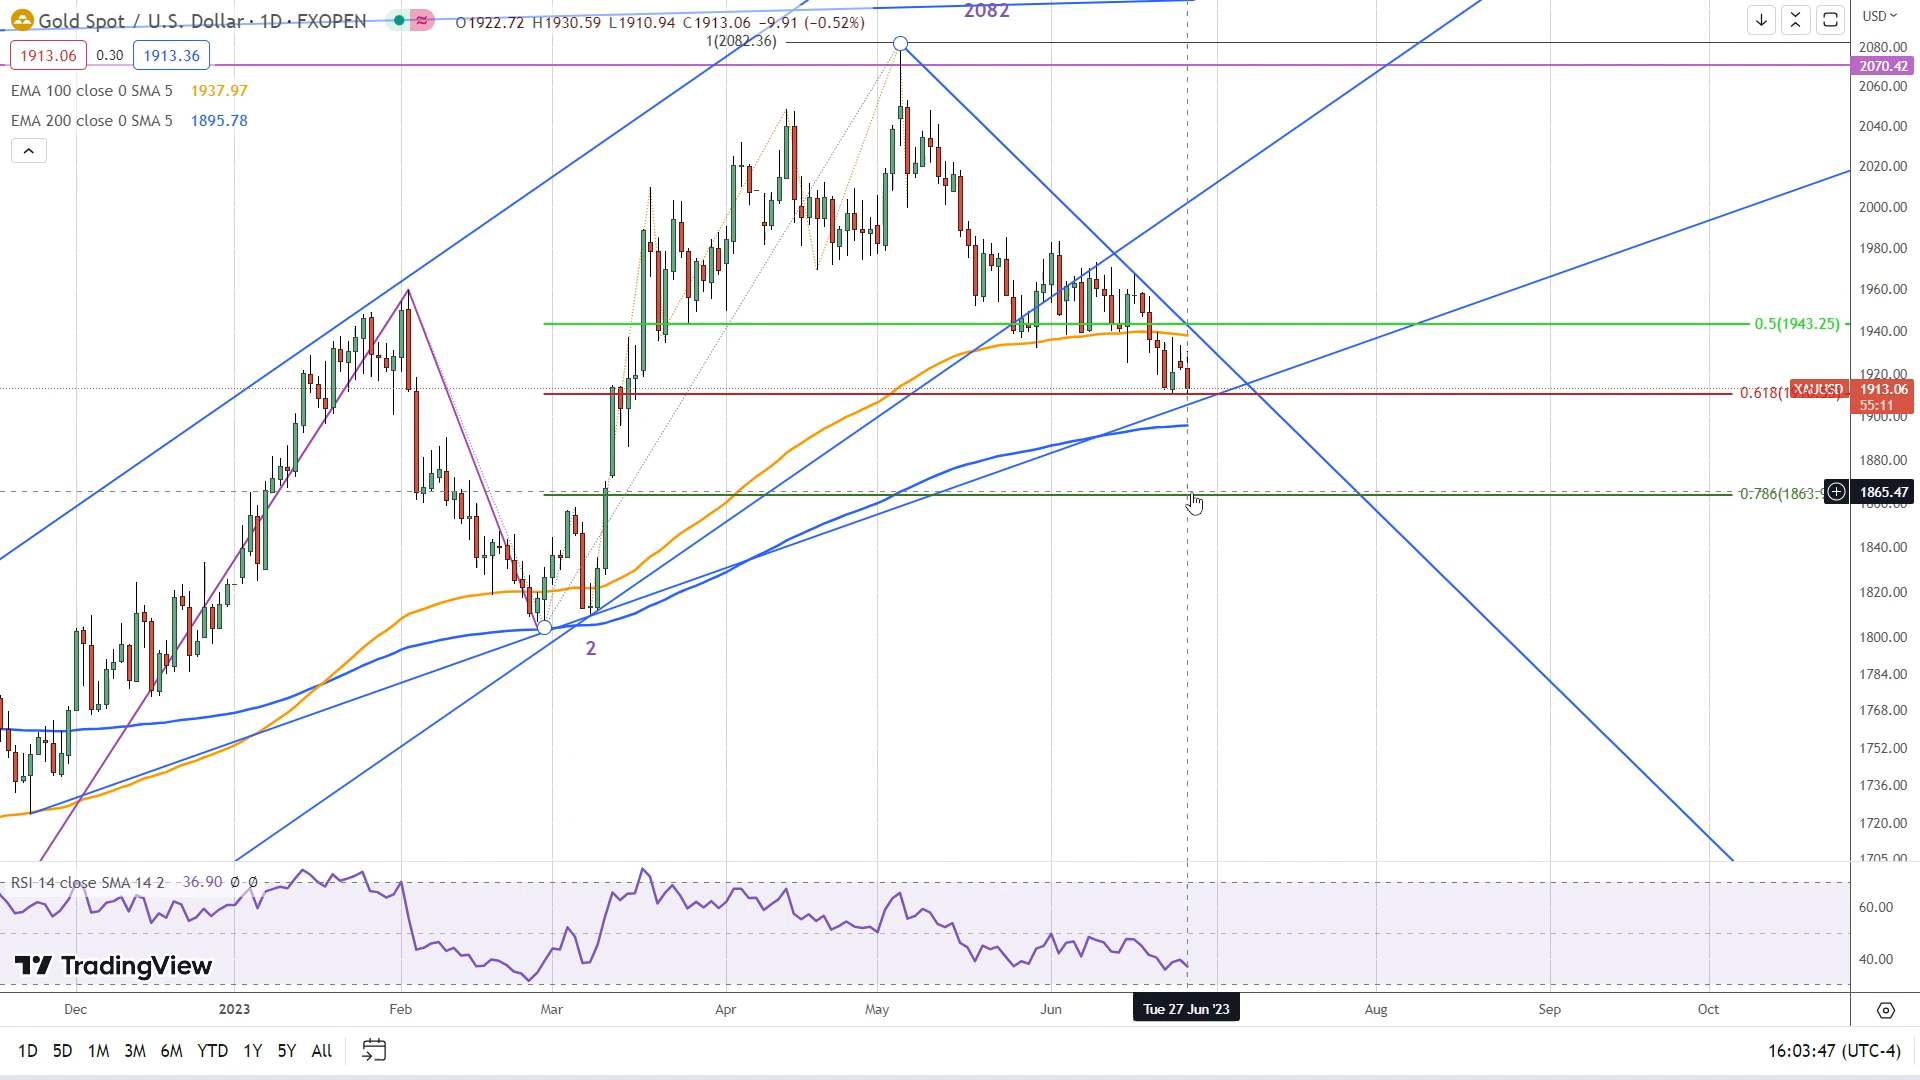 Gold Spot / U.S. Dollar · 1D · FXOPEN
O1922.72 H1930.59 L1910.94 C1913.06 −9.91 (−0.52%)
2082
USD
1(2082.36)
1913.06 0.30 1913.36
EMA 100 close 0 SMA 5 1937.97
EMA 200 close 0 SMA 5 1895.78
2080.00
2070.42
2060.00
2040.00
2020.00
2000.00
1980.00
1960.00
0.5(1943.25)
1940.00
1920.00
XAUUSD 1913.06
0.618(
55:11
1900.00
1880.00
0.786(1863. 1865.47
1840.00
1820.00
1800.00
2
1784.00
1768.00
1752.00
1736.00
1720.00
1705.00
RSI 14 close SMA 14 2 36.90 Ø Ø
60.00
40.00
TradingView
Dec 2023 Feb Mar Apr May Jun Tue 27 Jun '23 Aug Sep Oct
1D 5D 1M 3M 6M YTD 1Y 5Y All
16:03:47 (UTC-4)